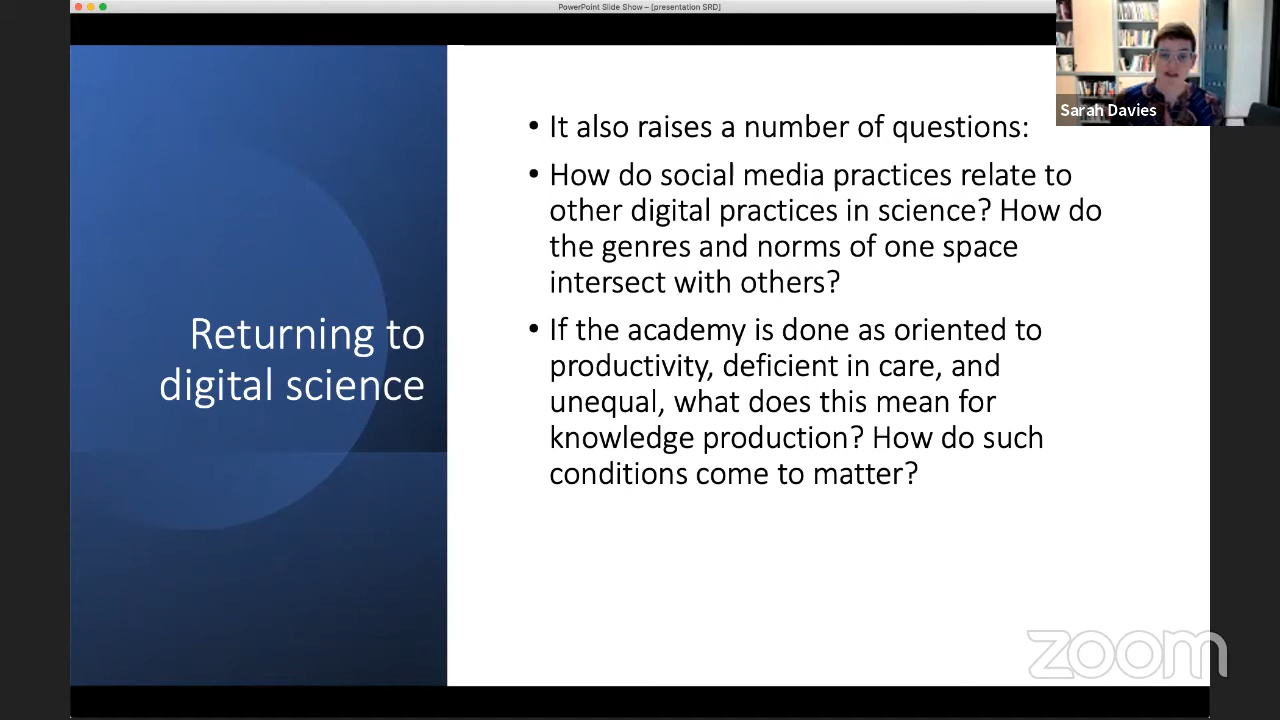 PowerPoint Slide Show - [presentation SRD]
Sarah Davies
Returning to
digital science
• It also raises a number of questions:
• How do social media practices relate to
other digital practices in science? How do
the genres and norms of one space
intersect with others?
• If the academy is done as oriented to
productivity, deficient in care, and
unequal, what does this mean for
knowledge production? How do such
conditions come to matter?
zoom